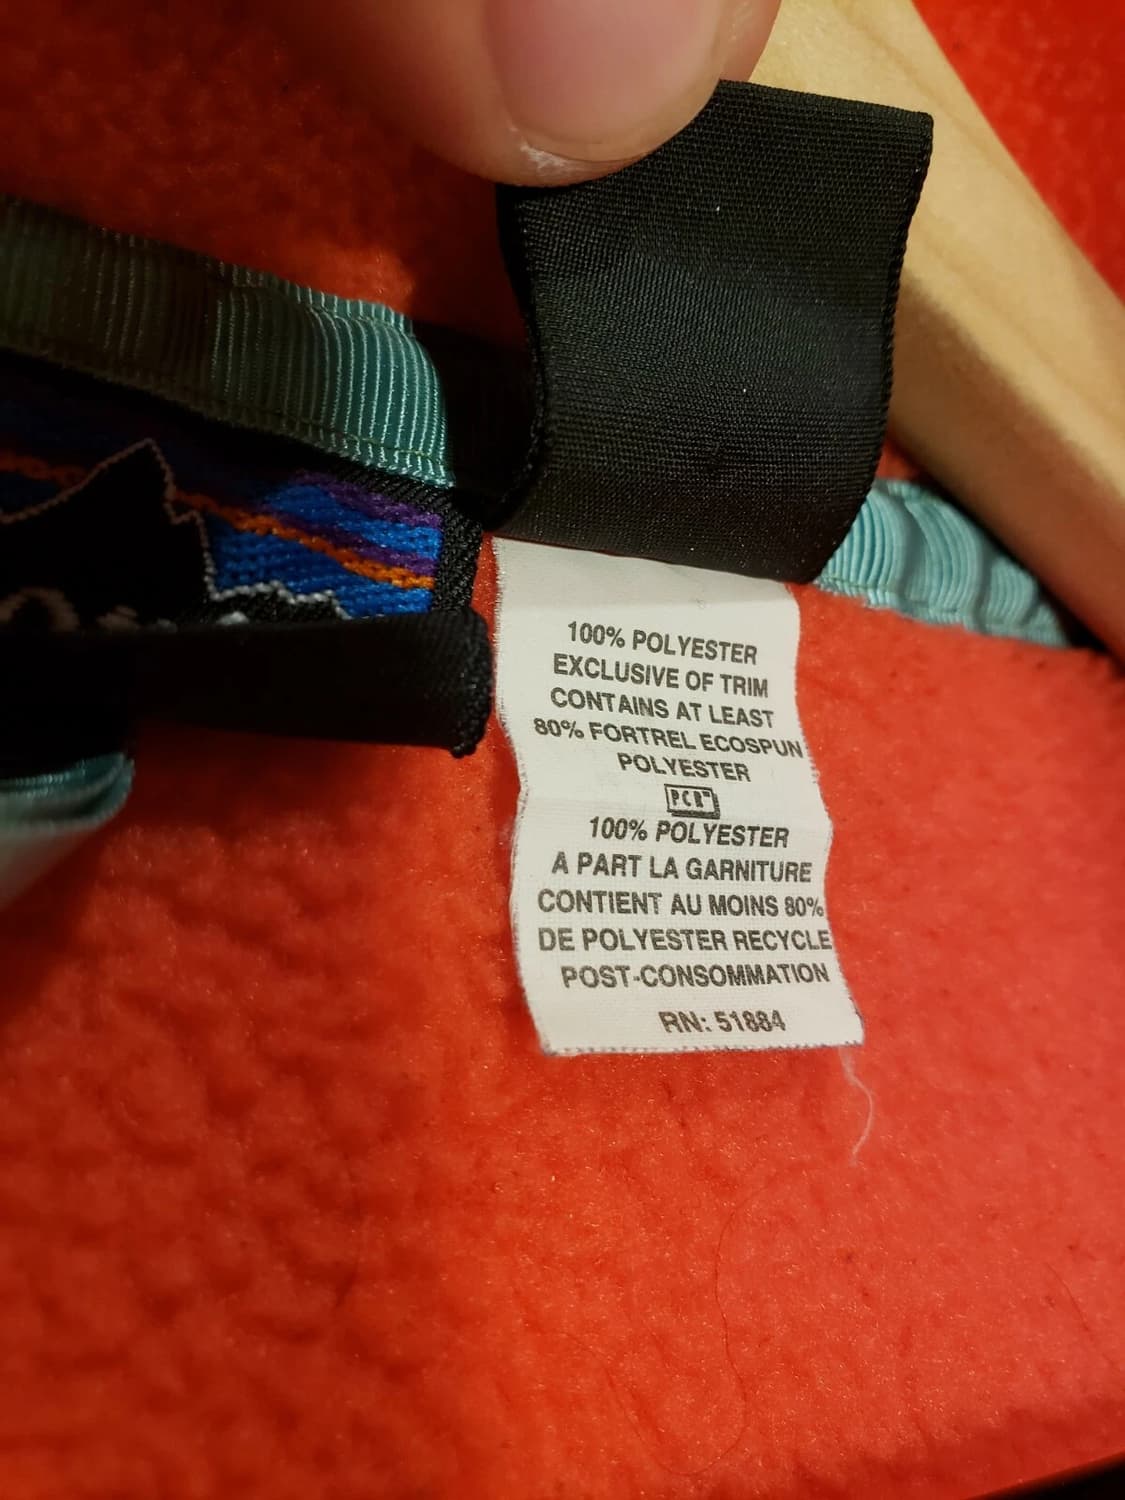 100% POLYESTER
EXCLUSIVE OF TRIM
CONTAINS AT LEAST
80% FORTREL ECOSPUN
POLYESTER
PCR™
100% POLYESTER
A PART LA GARNITURE
CONTIENT AU MOINS 80%
DE POLYESTER RECYCLE
POST-CONSOMMATION
RN: 51884